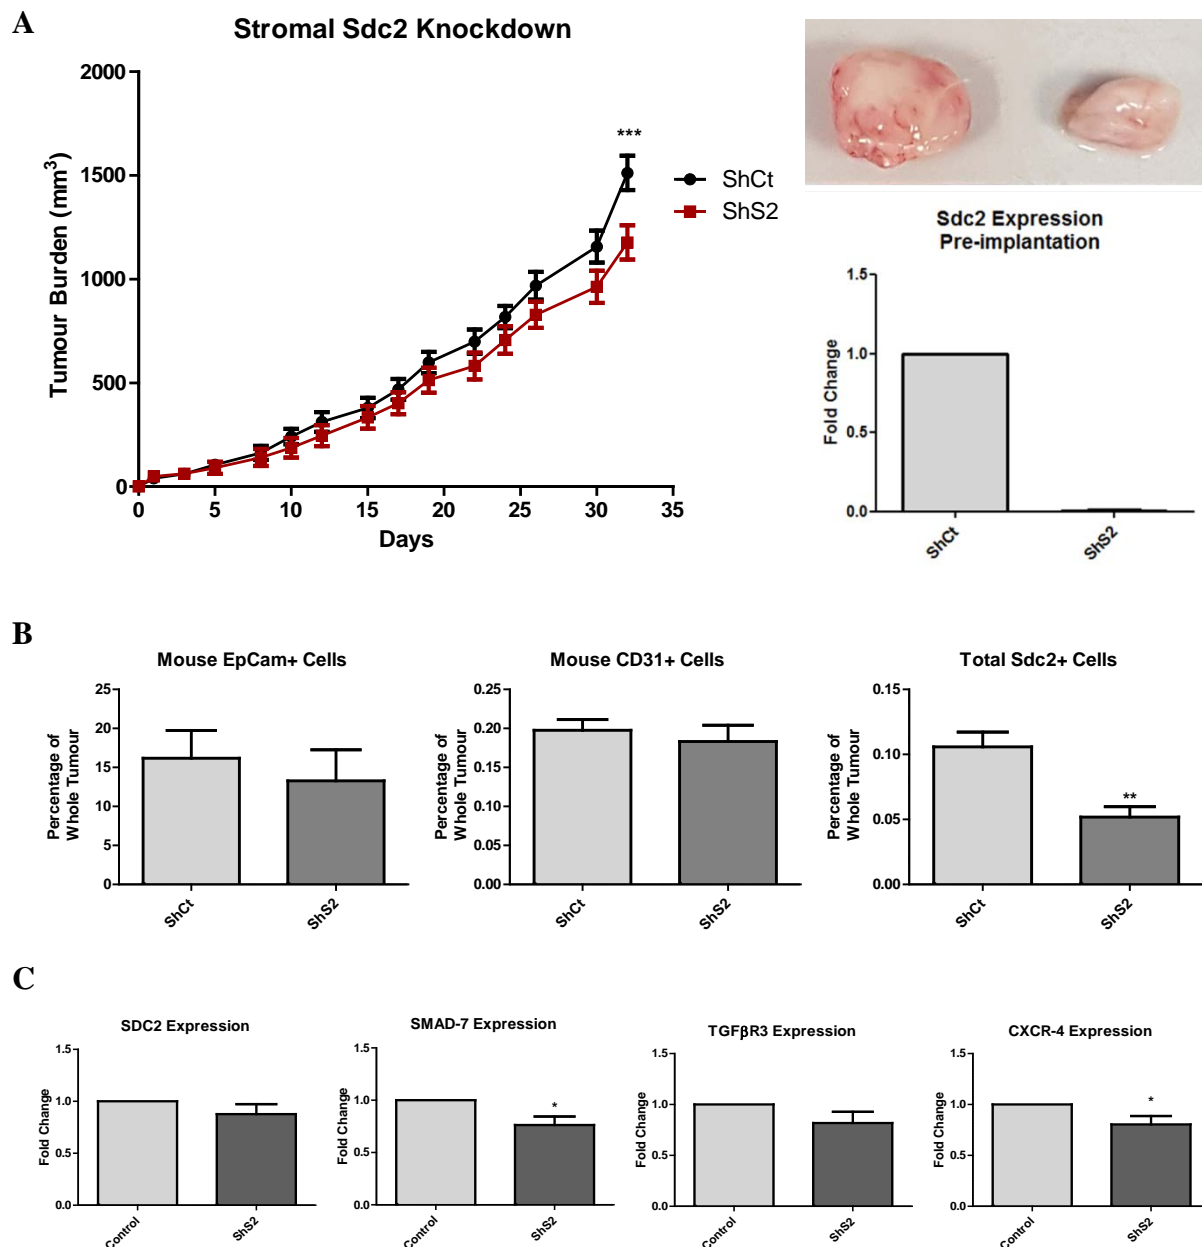 A
Stromal Sdc2 Knockdown
Tumour Burden (mm³)
2000
1500
1000
500
0
0 5 10 15 20 25 30 35
Days
***
ShCt
ShS2
Sdc2 Expression
Pre-implantation
Fold Change
1.5
1.0
0.5
0.0
ShCt ShS2
B
Mouse EpCam+ Cells
Percentage of
Whole Tumour
25
20
15
10
5
0
ShCt ShS2
Mouse CD31+ Cells
Percentage of
Whole Tumour
0.25
0.20
0.15
0.10
0.05
0.00
ShCt ShS2
Total Sdc2+ Cells
Percentage of
Whole Tumour
0.15
0.10
0.05
0.00
**
ShCt ShS2
C
SDC2 Expression
Fold Change
1.5
1.0
0.5
0.0
Control ShS2
SMAD-7 Expression
Fold Change
1.5
1.0
0.5
0.0
*
Control ShS2
TGFβR3 Expression
Fold Change
1.5
1.0
0.5
0.0
Control ShS2
CXCR-4 Expression
Fold Change
1.5
1.0
0.5
0.0
*
Control ShS2